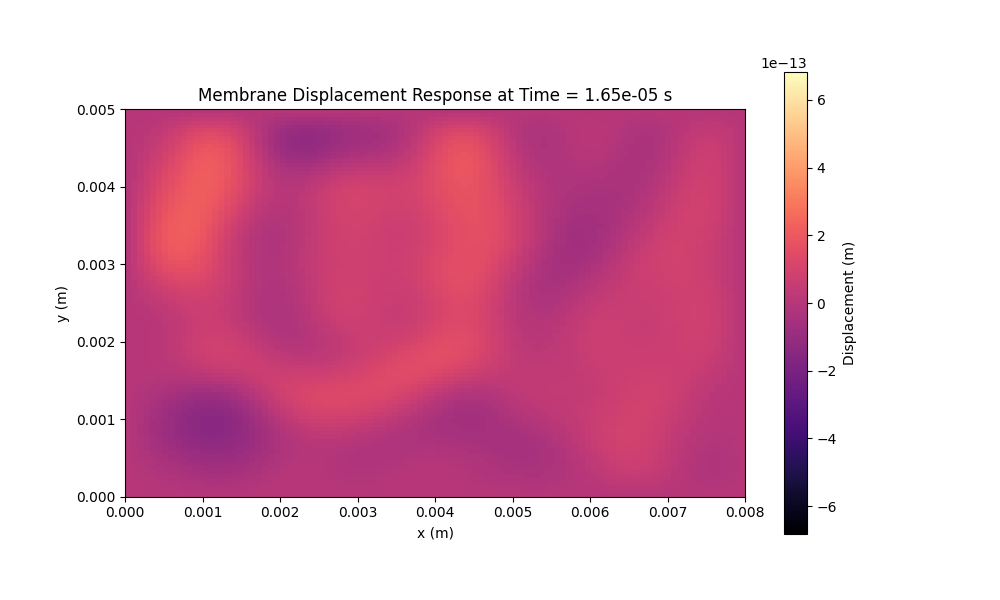 1e−13
Membrane Displacement Response at Time = 1.65e-05 s
0.005
0.004
0.003
0.002
0.001
0.000
y (m)
0.000 0.001 0.002 0.003 0.004 0.005 0.006 0.007 0.008
x (m)
6
4
2
0
−2
−4
−6
Displacement (m)